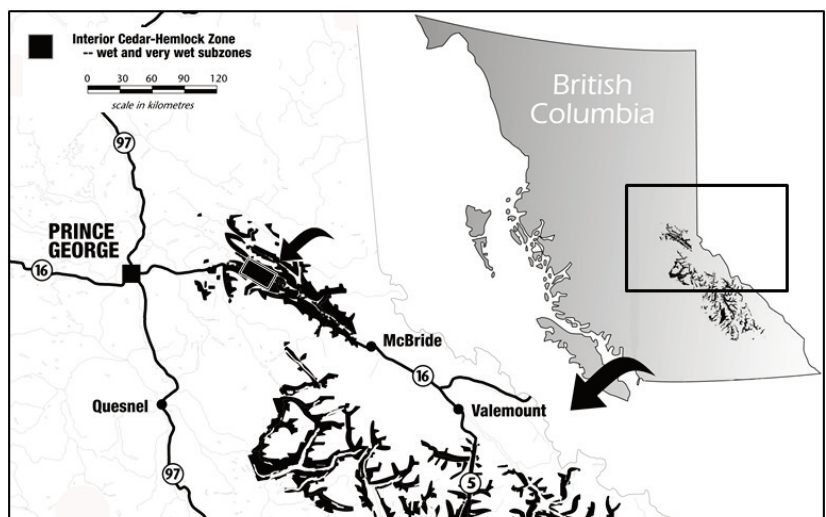 Interior Cedar-Hemlock Zone
-- wet and very wet subzones
0 30 60 90 120
scale in kilometres
British
Columbia
97
PRINCE
GEORGE
16
McBride
16
Quesnel
Valemount
97
5